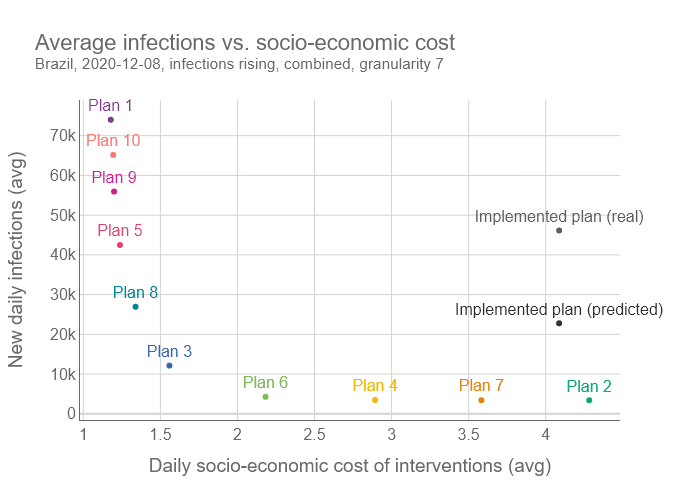 Average infections vs. socio-economic cost
Brazil, 2020-12-08, infections rising, combined, granularity 7
Plan 1
70k
Plan 10
60k
Plan 9
50k
Plan 5
Implemented plan (real)
40k
30k
Plan 8
Implemented plan (predicted)
20k
Plan 3
10k
Plan 6
Plan 4
Plan 7
Plan 2
0
1
1.5
2
2.5
3
3.5
4
New daily infections (avg)
Daily socio-economic cost of interventions (avg)